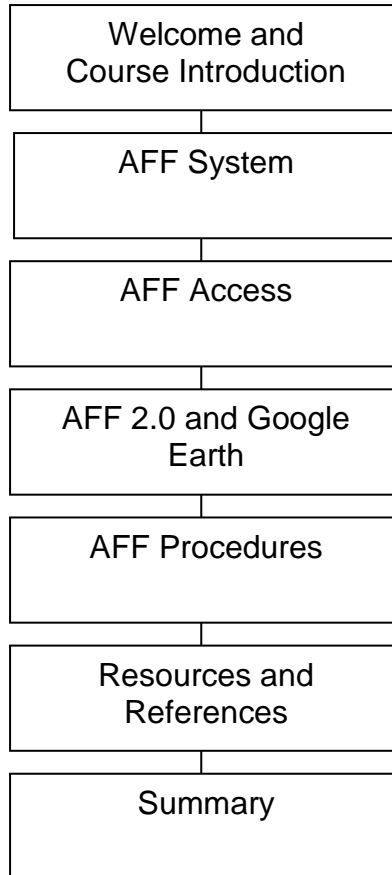 Welcome and
Course Introduction
AFF System
AFF Access
AFF 2.0 and Google
Earth
AFF Procedures
Resources and
References
Summary